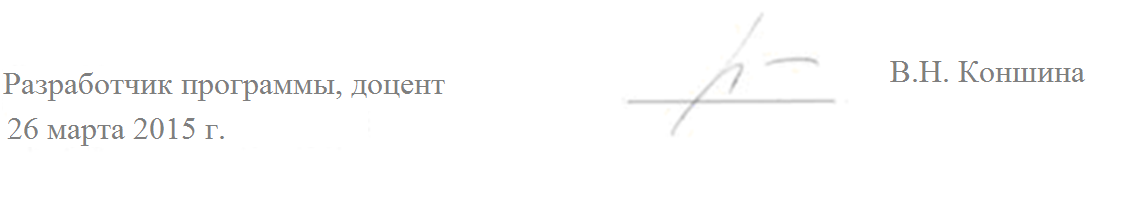 Разработчик программы, доцент В.Н. Коншина
26 марта 2015 г.